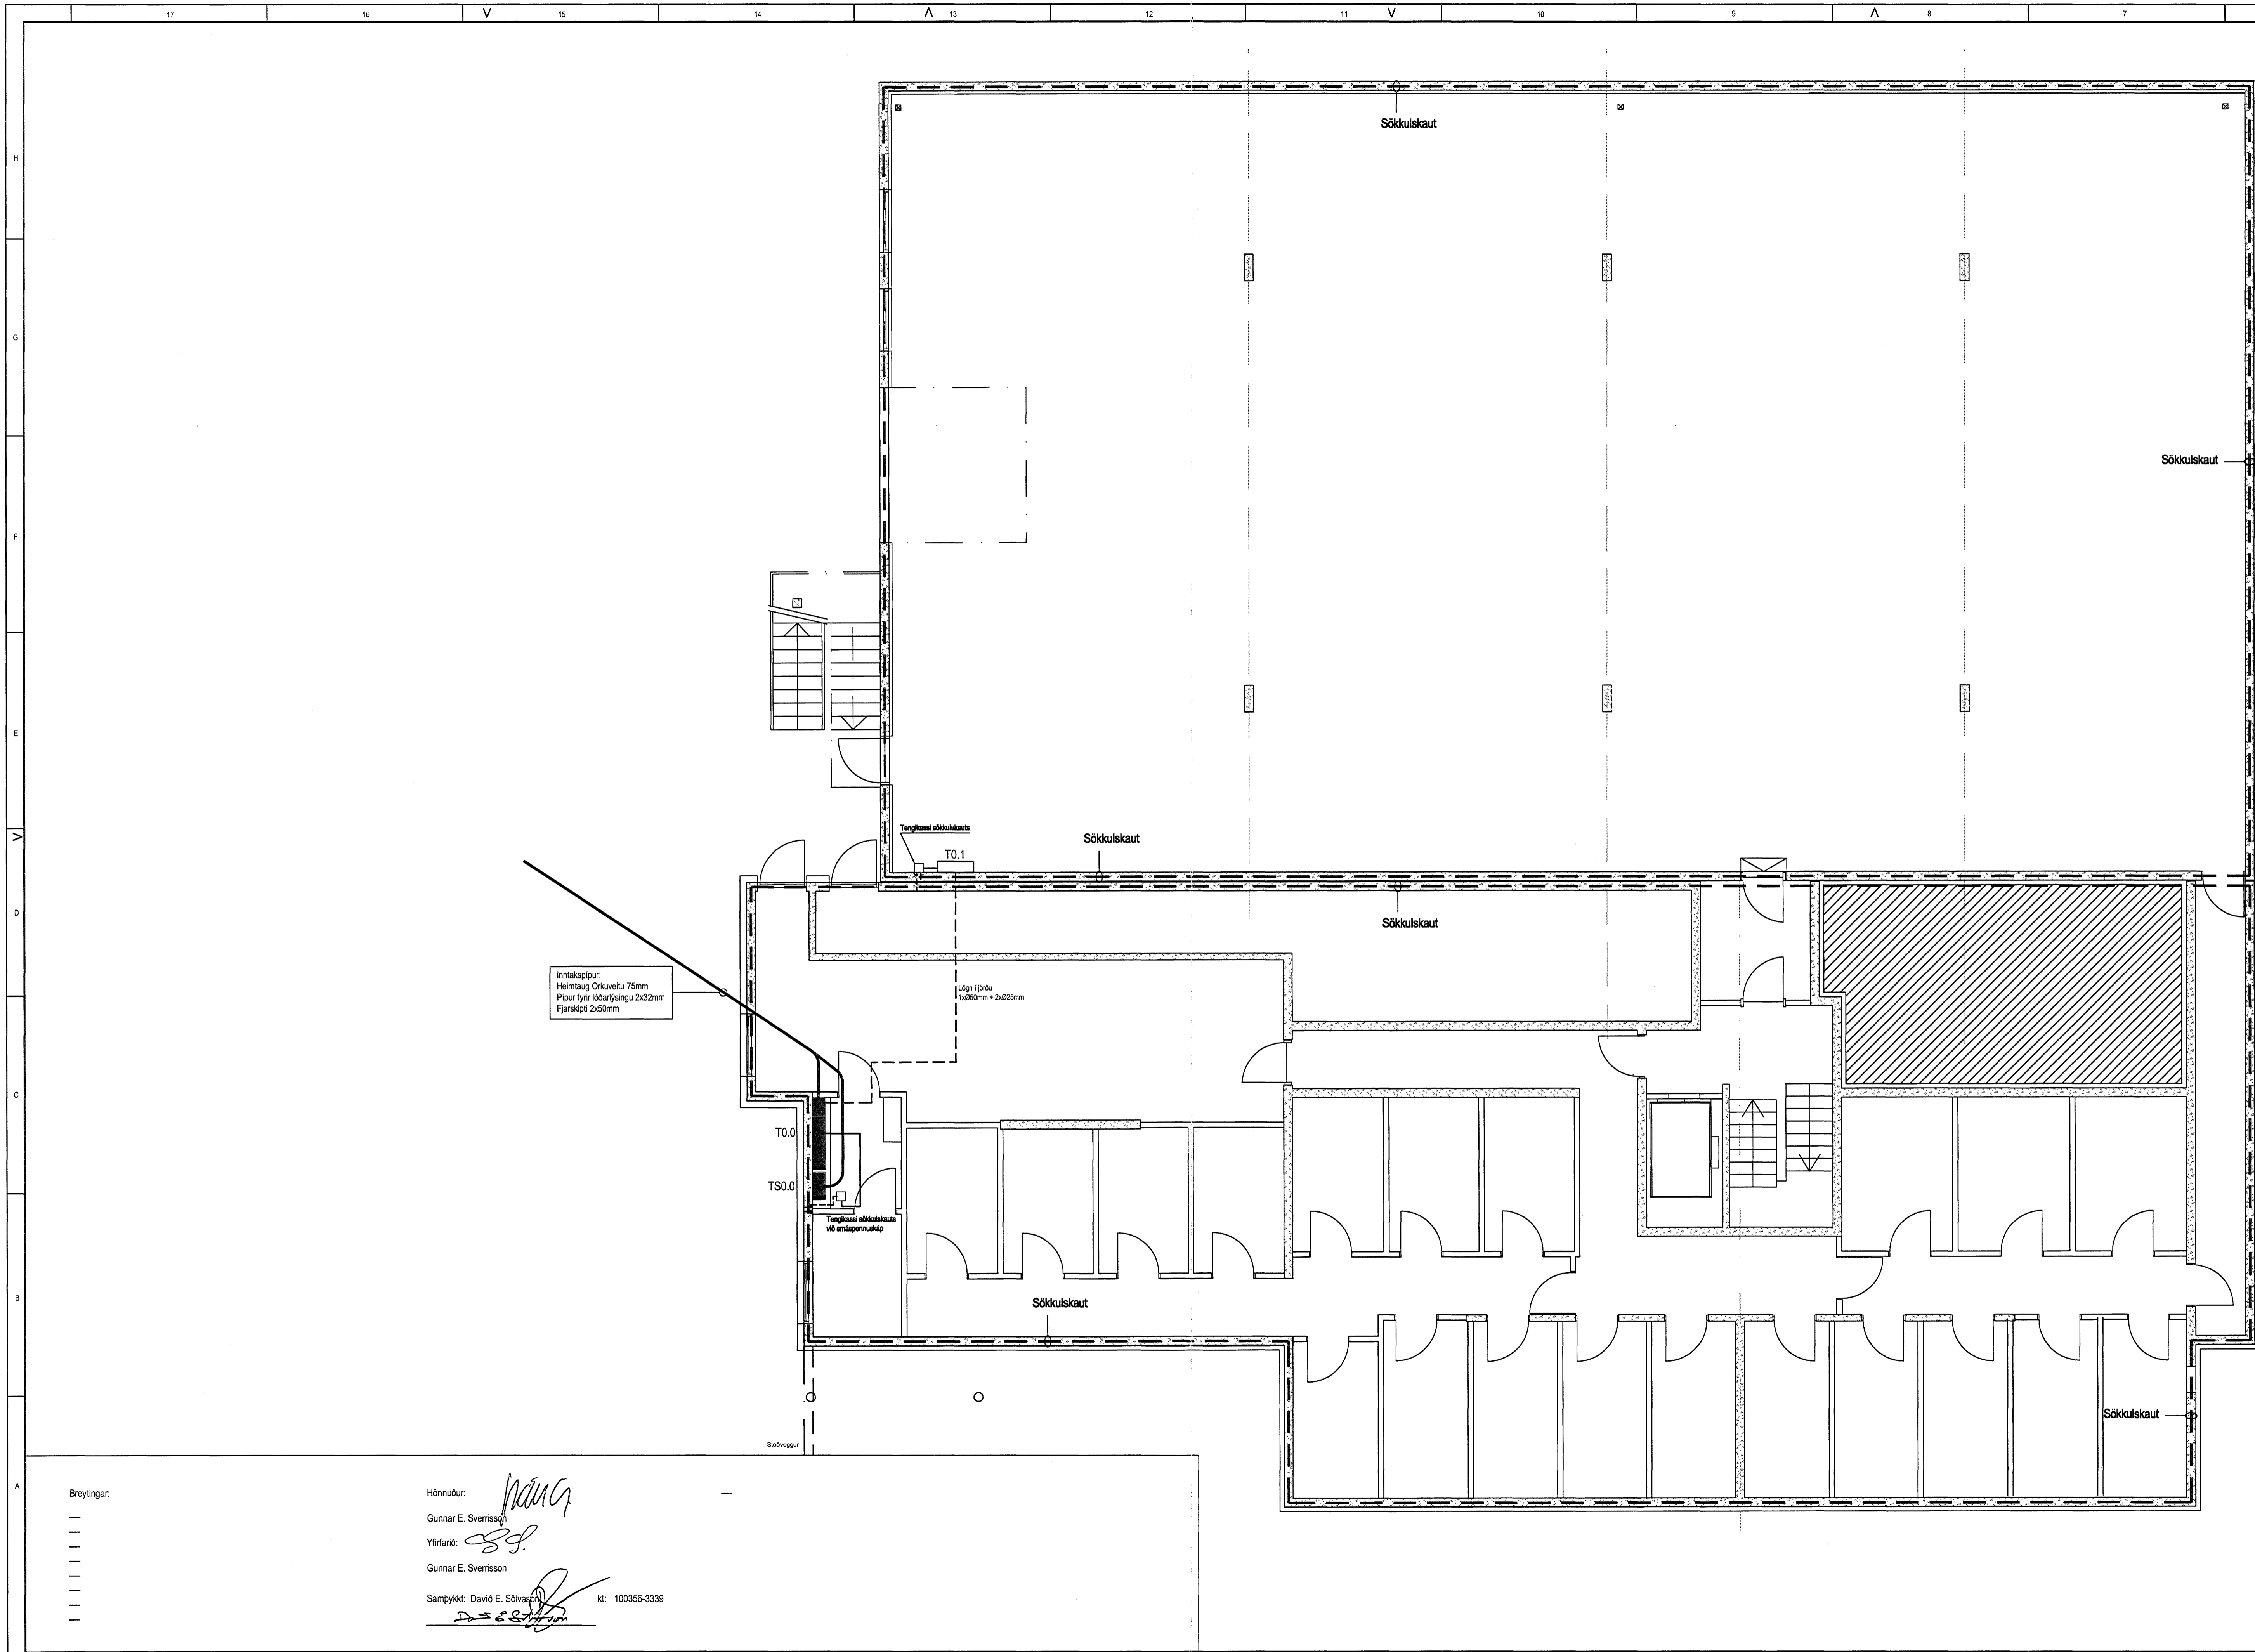 17 16 15 14 13 12 11 10 9 8 7
H
G
F
E
D
C
B
A
Sökkulskaut
Sökkulskaut
Tengikassi sökkulskauts
T0.1
Sökkulskaut
Sökkulskaut
Inntakspípur:
Heimtaug Orkuveitu 75mm
Pípur fyrir lóðarlýsingu 2x32mm
Fjarskipti 2x50mm
Lögn í jörðu
1xØ50mm + 2xØ25mm
T0.0
TS0.0
Tengikassi sökkulskauts
við smáspennuskáp
Sökkulskaut
Sökkulskaut
Stoðveggur
Breytingar:
Hönnuður:
Gunnar E. Sverrisson
Yfirfarið:
Gunnar E. Sverrisson
Samþykkt: Davíð E. Sölvason kt: 100356-3339